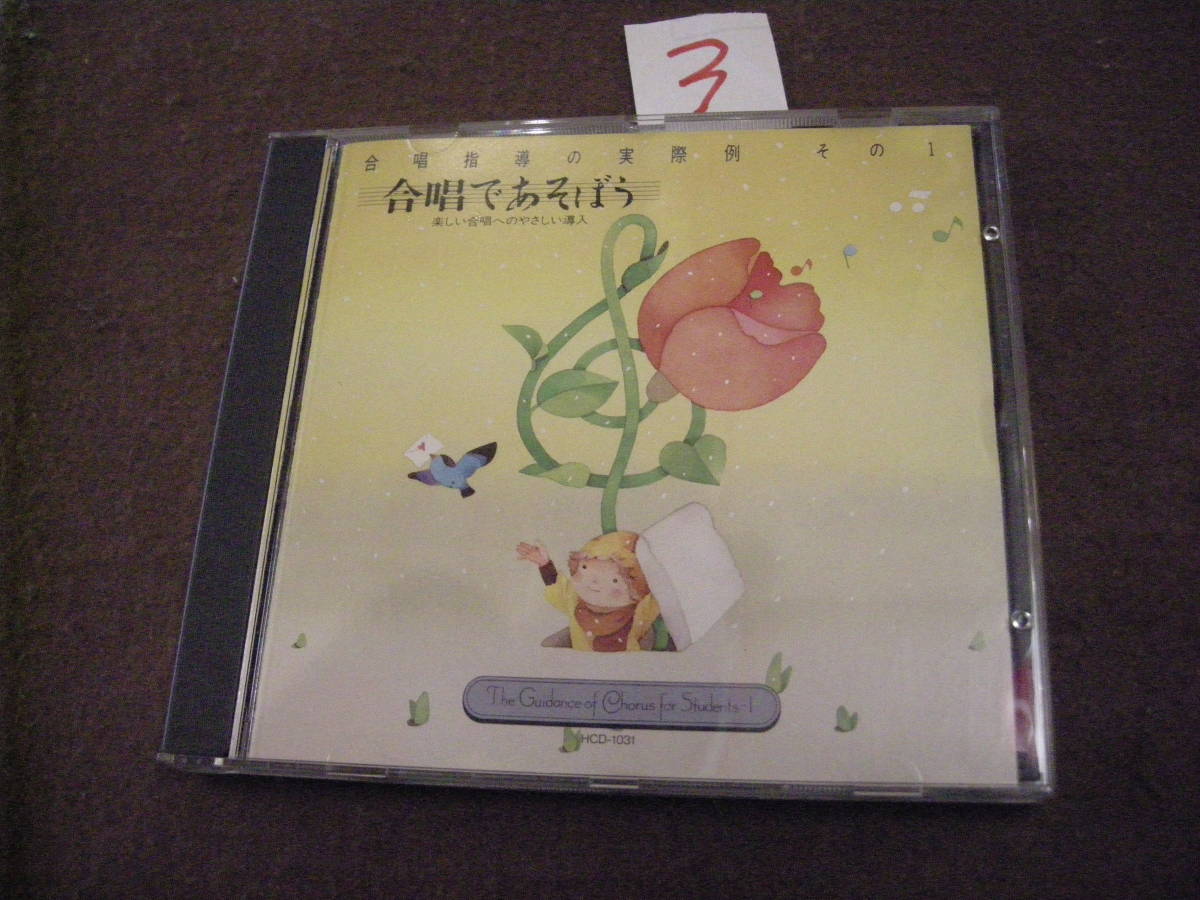 3
合唱指導の実際例 その1
合唱であそぼう
楽しい合唱へのやさしい導入
The Guidance of Chorus for Students-1
HCD-1031